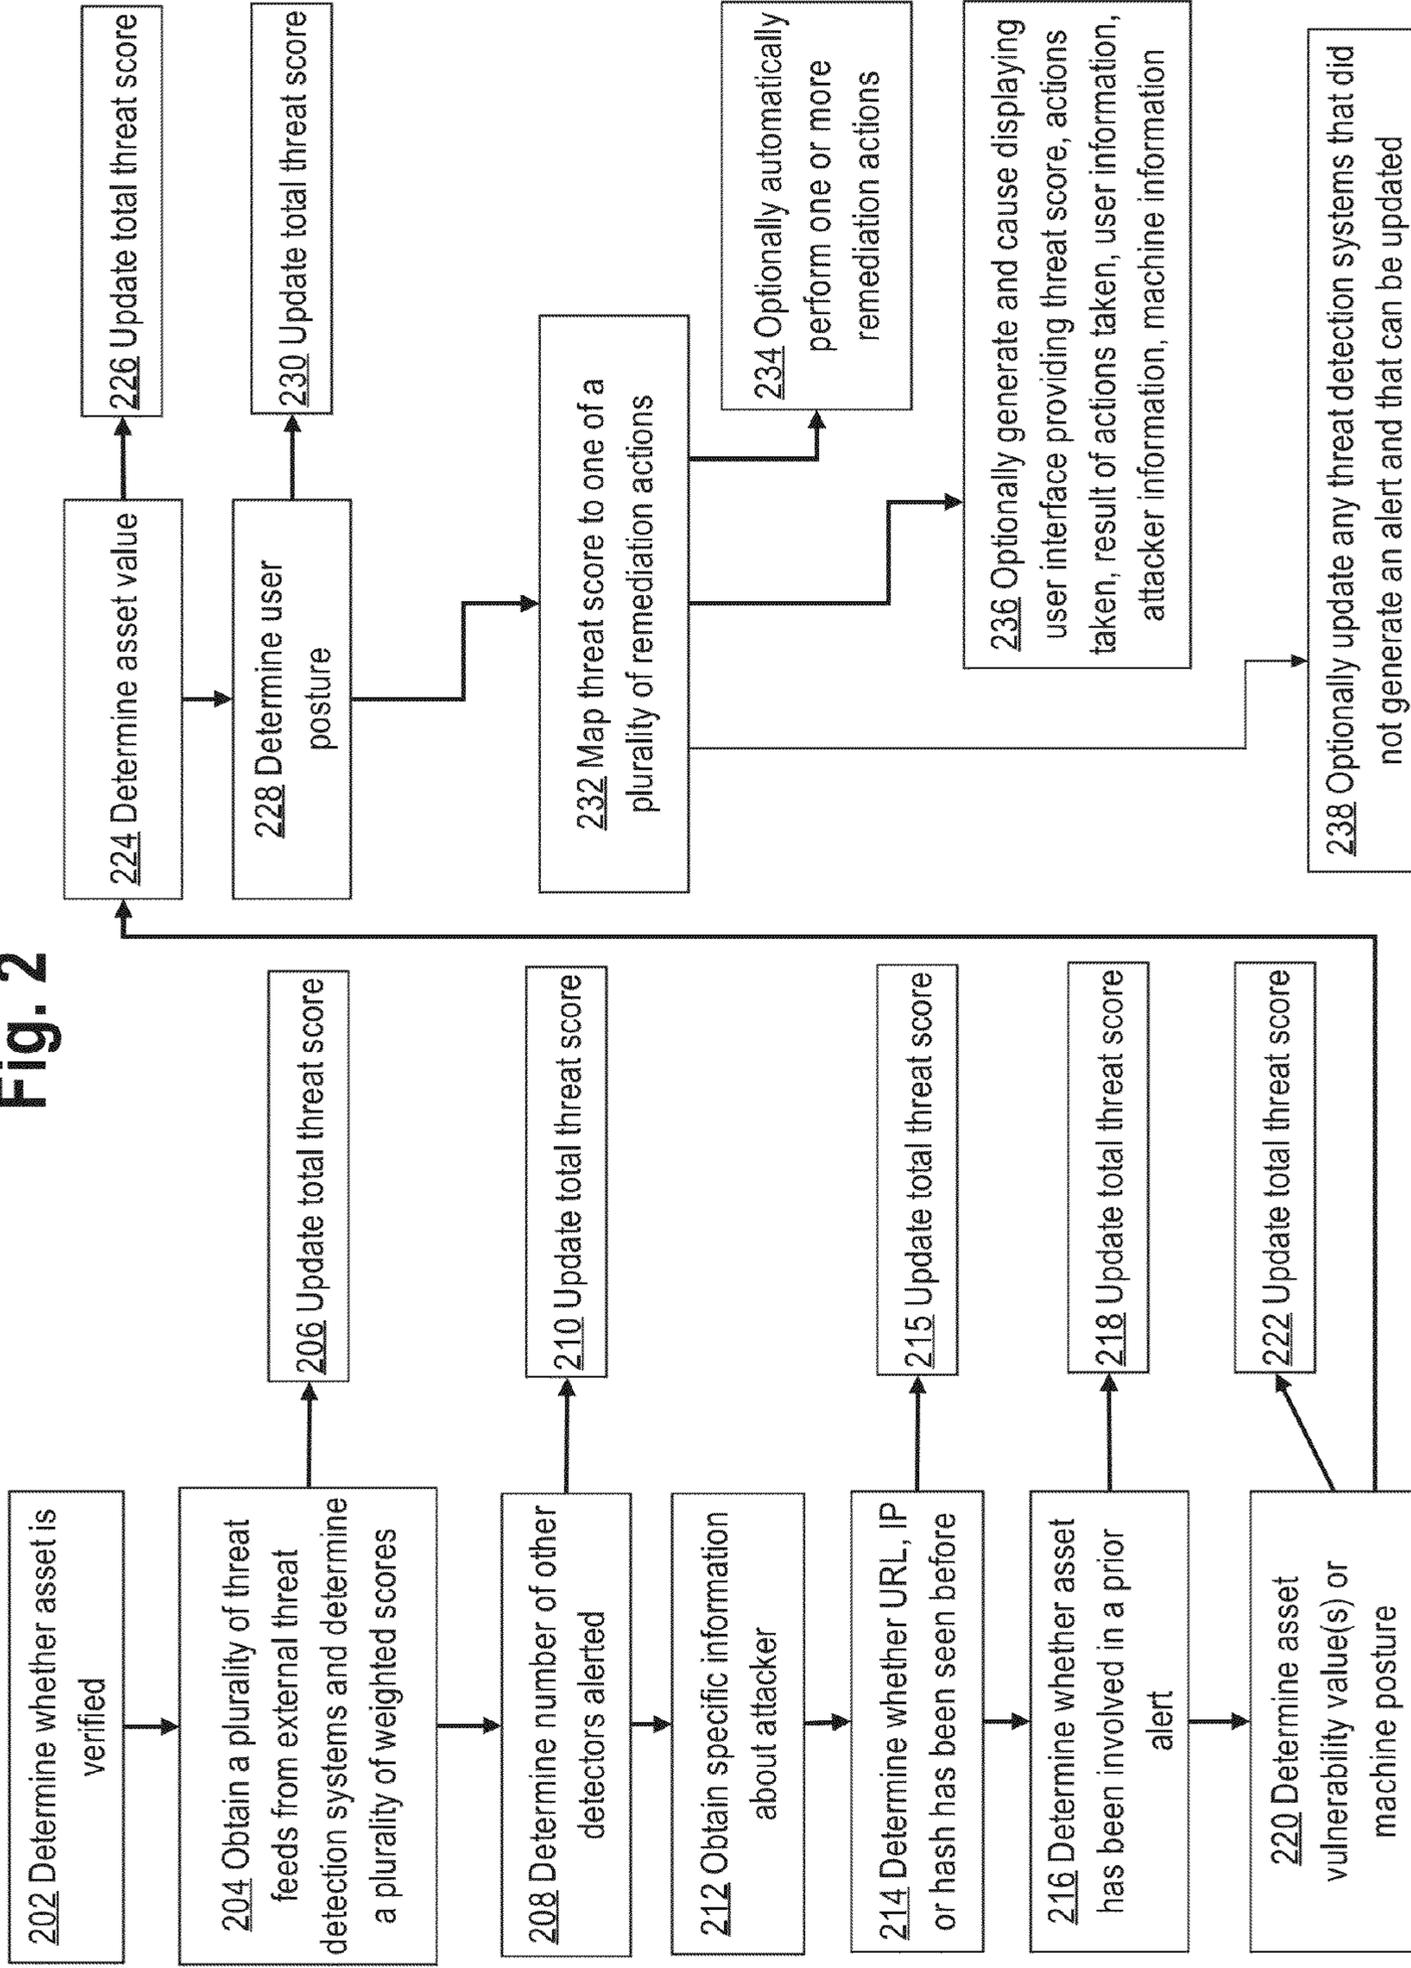 Fig. 2
202 Determine whether asset is
verified
204 Obtain a plurality of threat
feeds from external threat
detection systems and determine
a plurality of weighted scores
206 Update total threat score
208 Determine number of other
detectors alerted
210 Update total threat score
212 Obtain specific information
about attacker
214 Determine whether URL, IP
or hash has been seen before
215 Update total threat score
216 Determine whether asset
has been involved in a prior
alert
218 Update total threat score
220 Determine asset
vulnerability value(s) or
machine posture
222 Update total threat score
224 Determine asset value
226 Update total threat score
228 Determine user
posture
230 Update total threat score
232 Map threat score to one of a
plurality of remediation actions
234 Optionally automatically
perform one or more
remediation actions
236 Optionally generate and cause displaying
user interface providing threat score, actions
taken, result of actions taken, user information,
attacker information, machine information
238 Optionally update any threat detection systems that did
not generate an alert and that can be updated